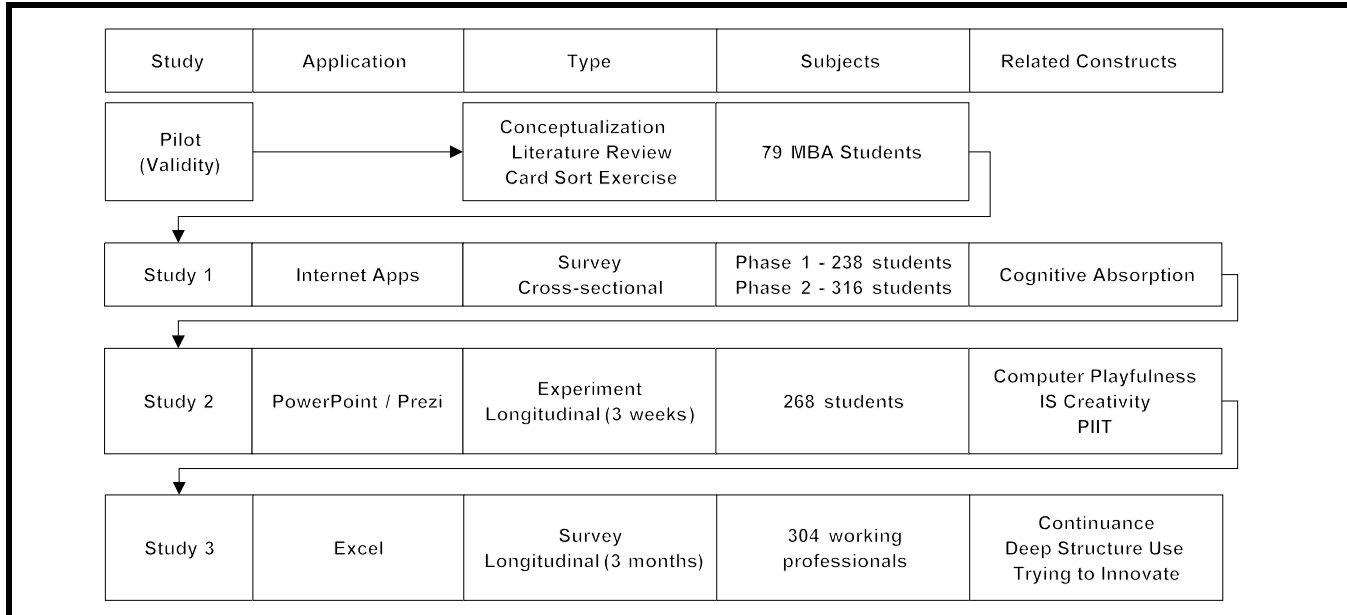 Study
Application
Type
Subjects
Related Constructs
Pilot
(Validity)
Conceptualization
Literature Review
Card Sort Exercise
79 MBA Students
Study 1
Internet Apps
Survey
Cross-sectional
Phase 1 - 238 students
Phase 2 - 316 students
Cognitive Absorption
Study 2
PowerPoint / Prezi
Experiment
Longitudinal (3 weeks)
268 students
Computer Playfulness
IS Creativity
PIIT
Study 3
Excel
Survey
Longitudinal (3 months)
304 working
professionals
Continuance
Deep Structure Use
Trying to Innovate